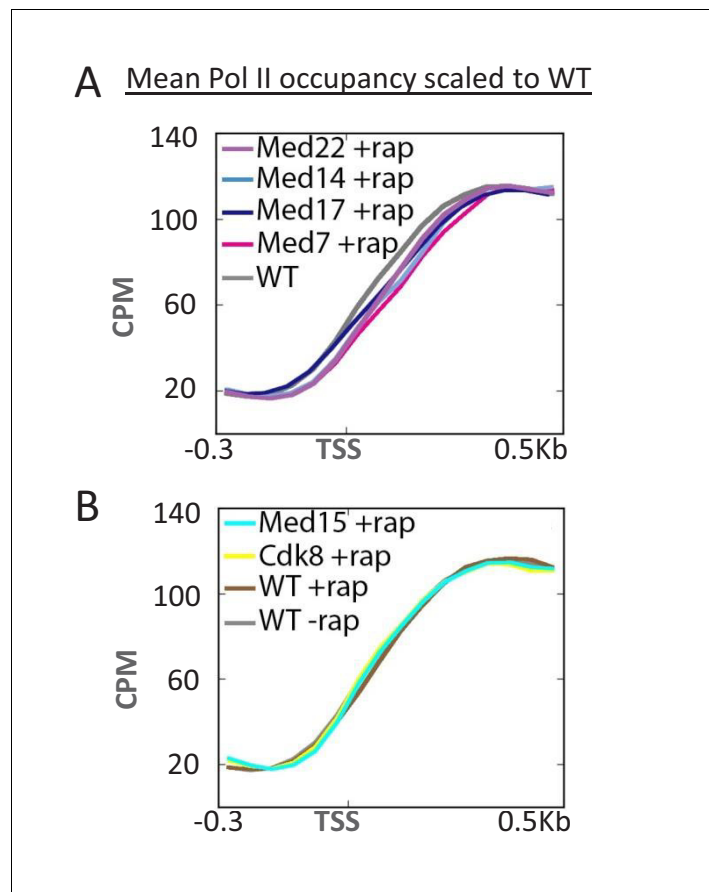 A Mean Pol II occupancy scaled to WT
140
100
60
20
CPM
Med22 +rap
Med14 +rap
Med17 +rap
Med7 +rap
WT
-0.3 TSS 0.5Kb
B
140
100
60
20
CPM
Med15 +rap
Cdk8 +rap
WT +rap
WT -rap
-0.3 TSS 0.5Kb